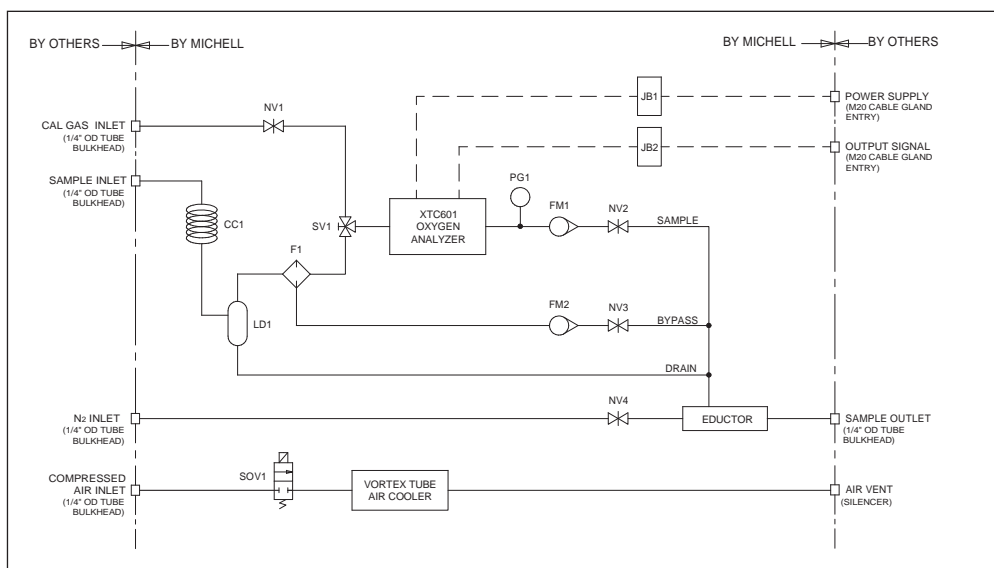 BY OTHERS
BY MICHELL
BY MICHELL
BY OTHERS
JB1
POWER SUPPLY
(M20 CABLE GLAND
ENTRY)
NV1
CAL GAS INLET
(1/4" OD TUBE
BULKHEAD)
JB2
OUTPUT SIGNAL
(M20 CABLE GLAND
ENTRY)
SAMPLE INLET
(1/4" OD TUBE
BULKHEAD)
PG1
CC1
SV1
XTC601
OXYGEN
ANALYZER
FM1
NV2
SAMPLE
F1
LD1
FM2
NV3
BYPASS
DRAIN
N2 INLET
(1/4" OD TUBE
BULKHEAD)
NV4
EDUCTOR
SAMPLE OUTLET
(1/4" OD TUBE
BULKHEAD)
COMPRESSED
AIR INLET
(1/4" OD TUBE
BULKHEAD)
SOV1
VORTEX TUBE
AIR COOLER
AIR VENT
(SILENCER)